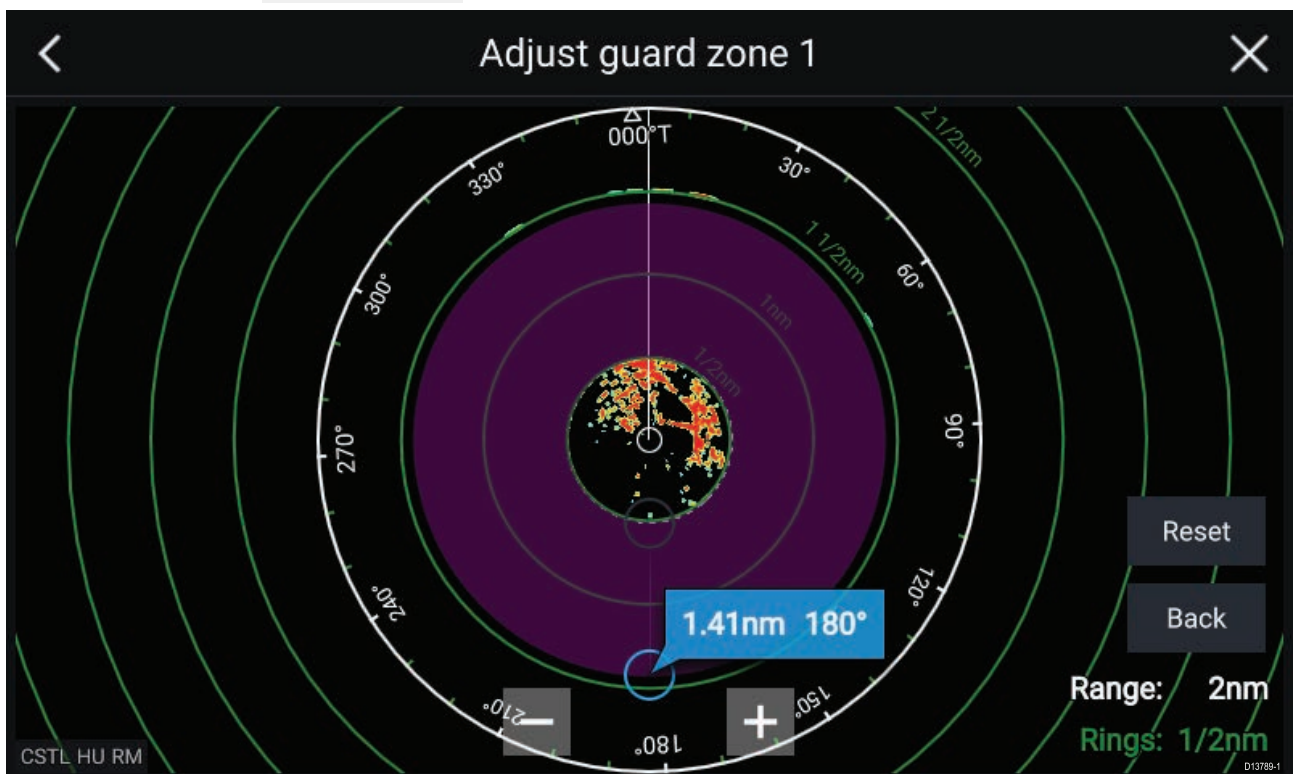 Adjust guard zone 1
000°T
330°
30°
2 1/2nm
1 1/2nm
60°
300°
1nm
1/2nm
90°
270°
Reset
120°
240°
1.41nm 180°
Back
Range: 2nm
150°
210°
180°
Rings: 1/2nm
CSTL HU RM
D13789-1